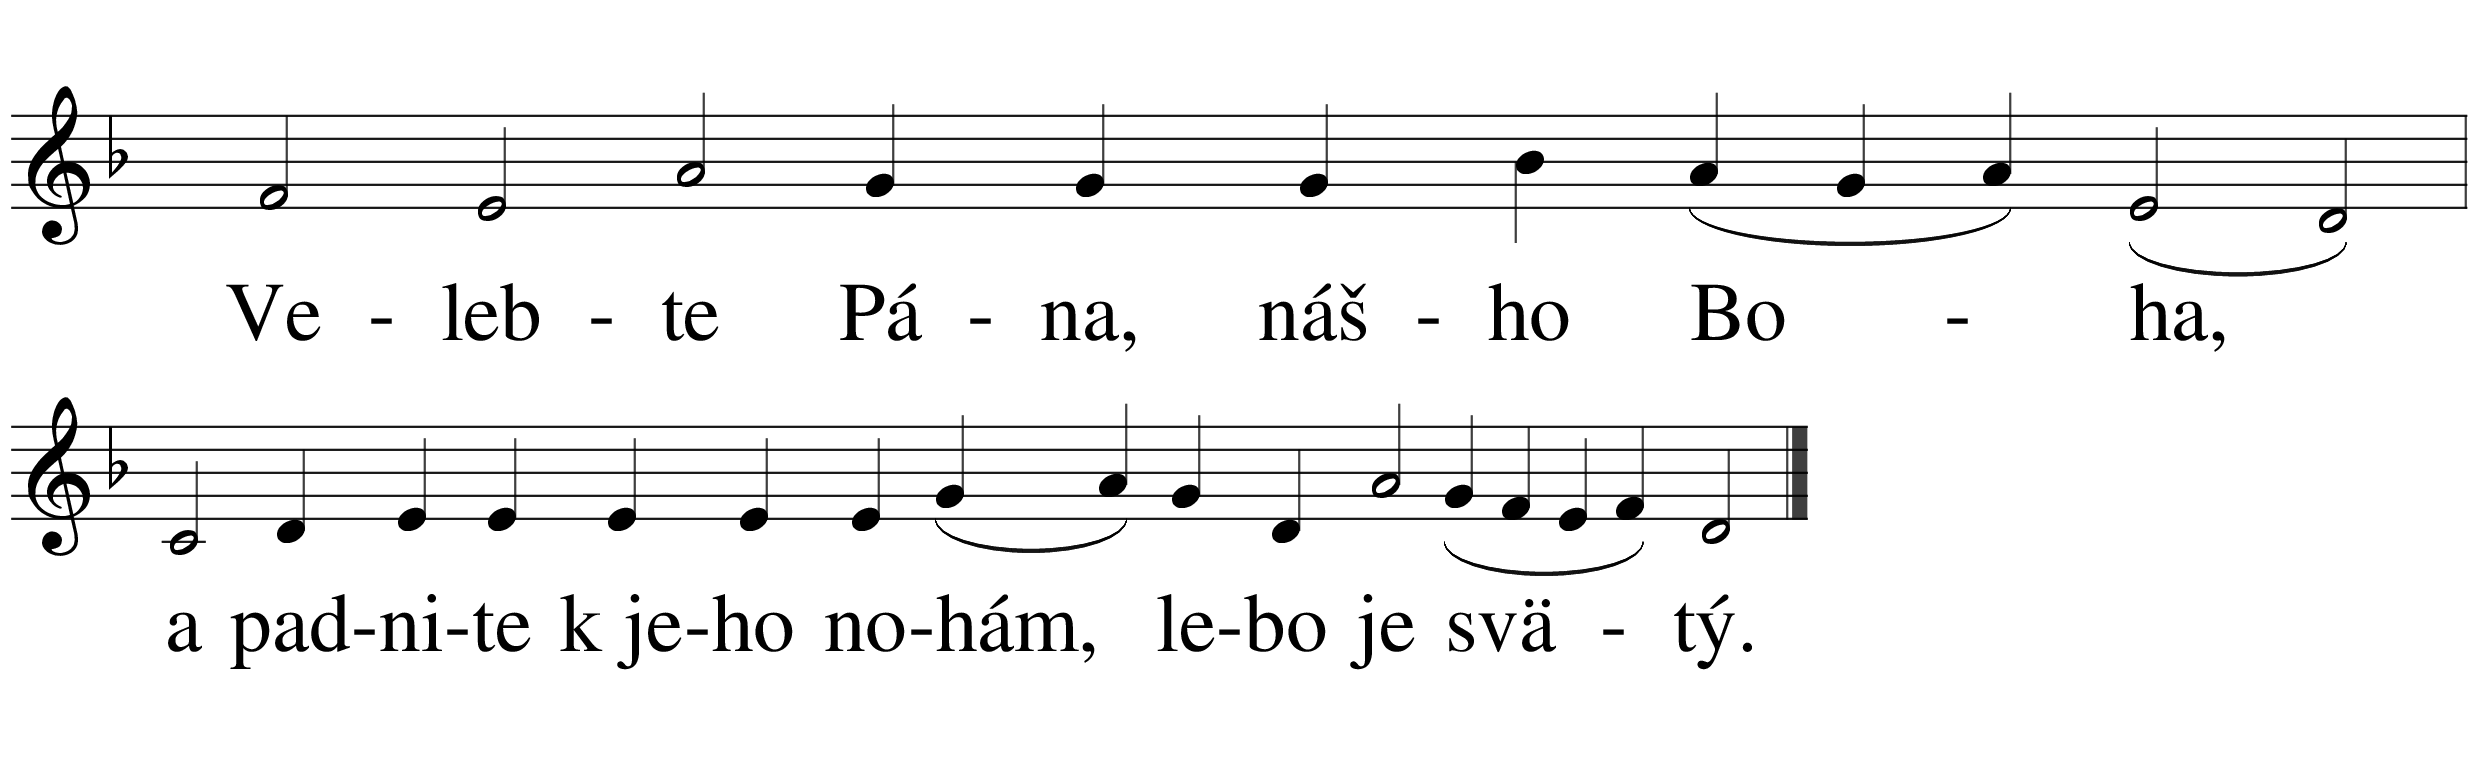 Ve - leb - te Pá - na, náš - ho Bo - ha,
a pad-ni-te k je-ho no-hám, le-bo je svä - tý.